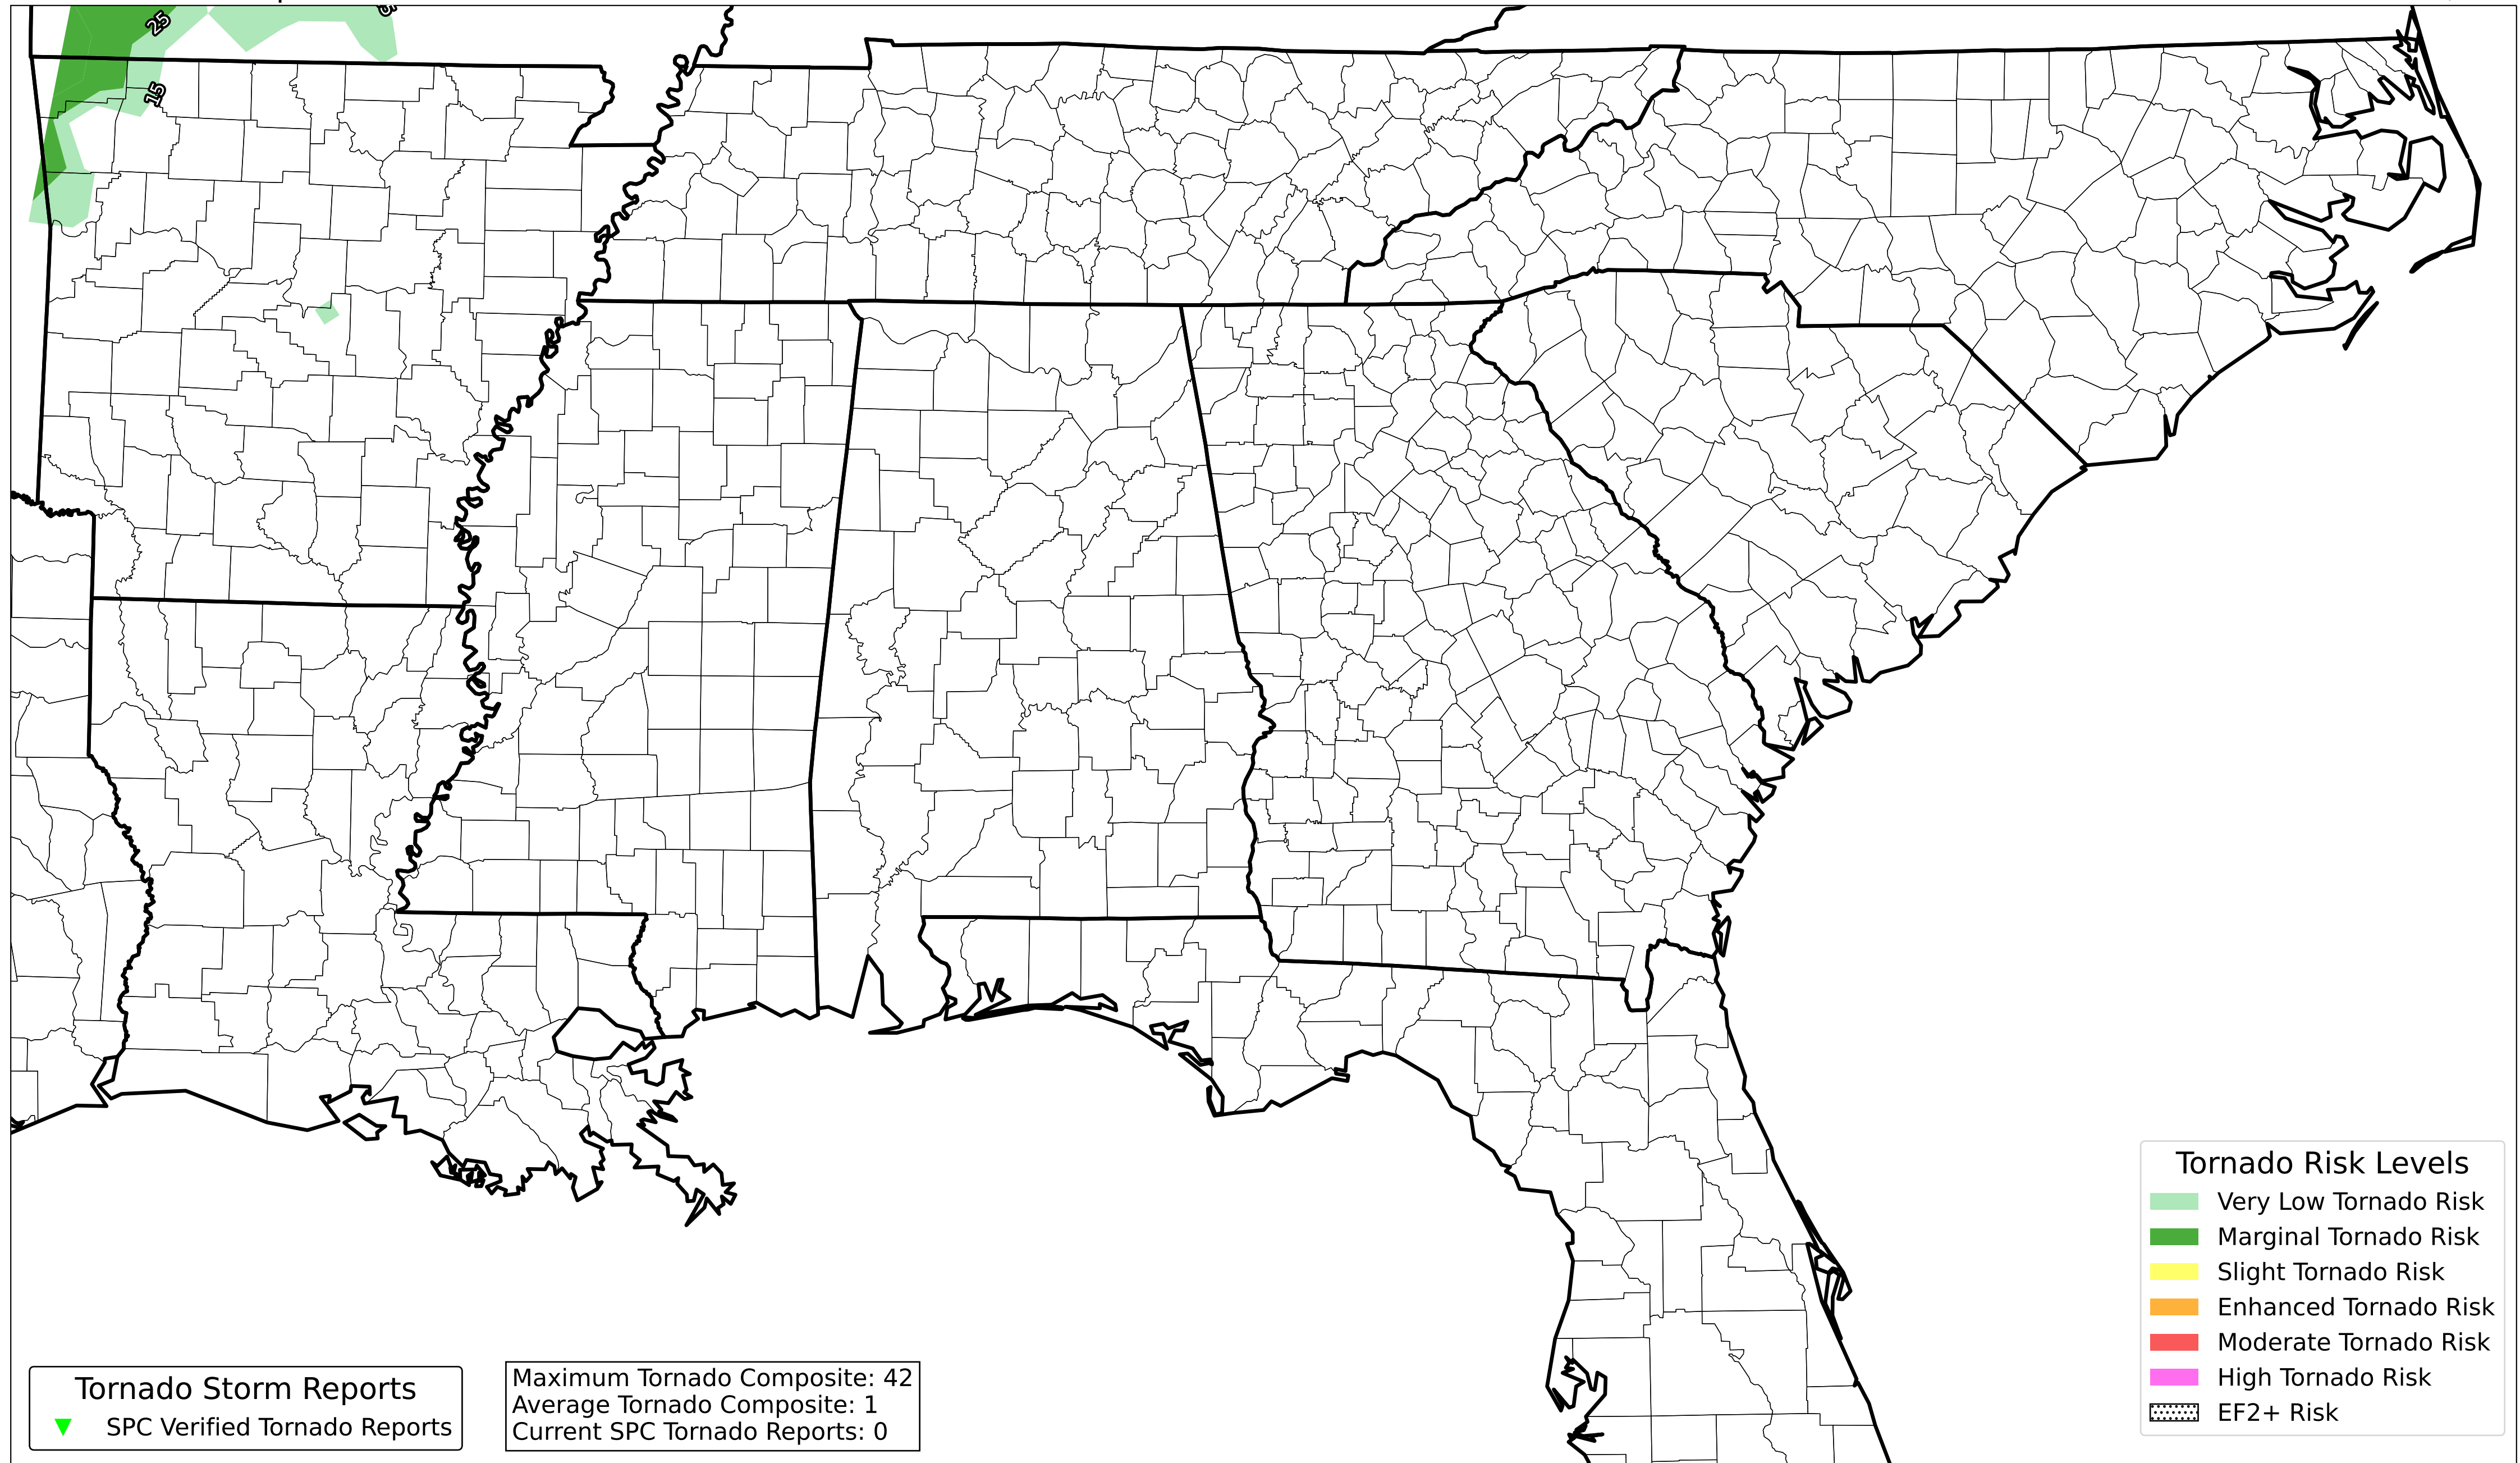 25
15
Tornado Risk Levels
Very Low Tornado Risk
Marginal Tornado Risk
Slight Tornado Risk
Enhanced Tornado Risk
Moderate Tornado Risk
High Tornado Risk
EF2+ Risk
Tornado Storm Reports
SPC Verified Tornado Reports
Maximum Tornado Composite: 42
Average Tornado Composite: 1
Current SPC Tornado Reports: 0